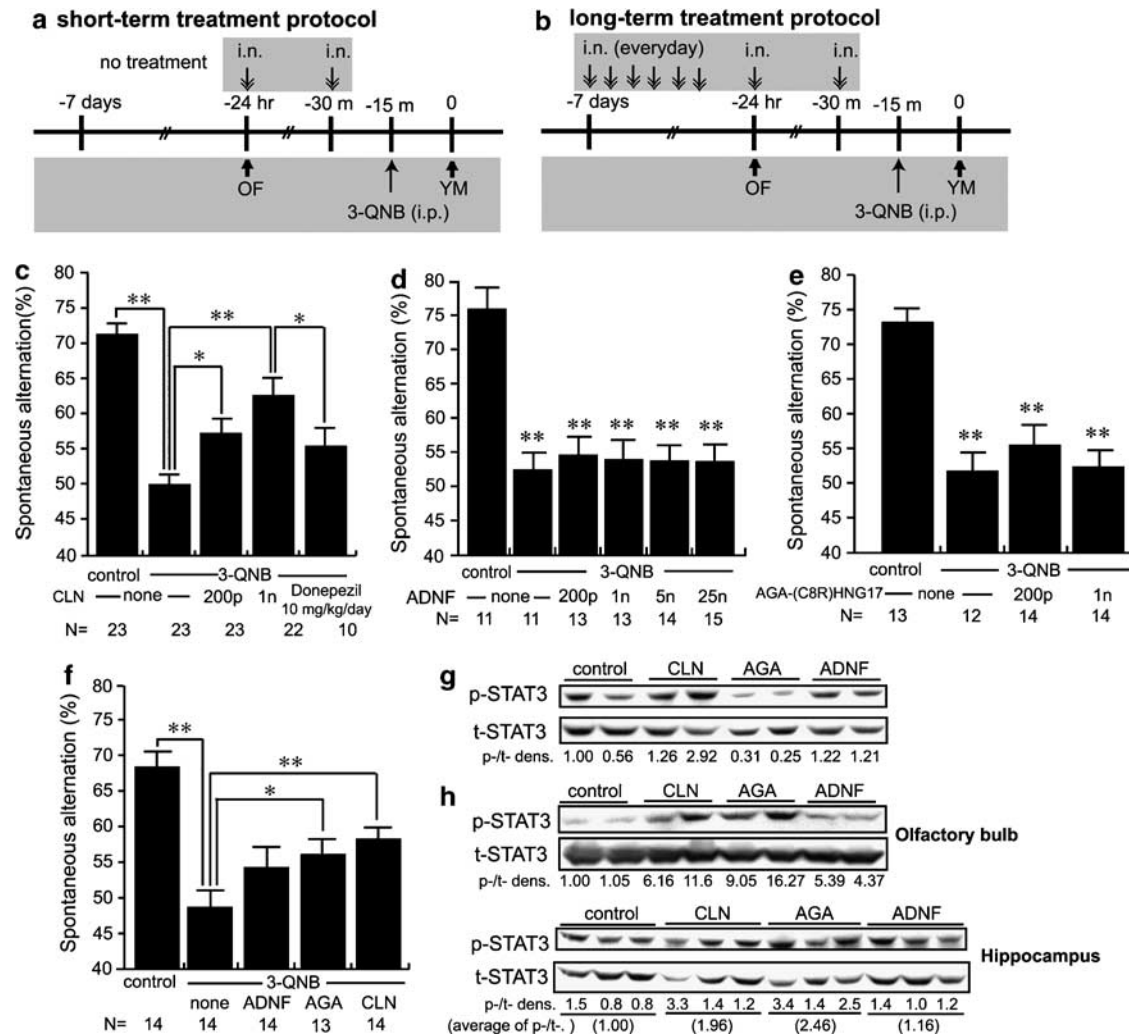 a short-term treatment protocol
i.n. i.n.
no treatment
-7 days -24 hr -30 m -15 m 0
OF YM
3-QNB (i.p.)
b long-term treatment protocol
i.n. (everyday) i.n. i.n.
-7 days -24 hr -30 m -15 m 0
OF YM
3-QNB (i.p.)
c
Spontaneous alternation(%)
80
75
70
65
60
55
50
45
40
** ** * *
control 3-QNB
CLN none 200p 1n Donepezil
10 mg/kg/day
N= 23 23 23 22 10
d
Spontaneous alternation (%)
80
75
70
65
60
55
50
45
40
** ** ** ** **
control 3-QNB
ADNF none 200p 1n 5n 25n
N= 11 11 13 13 14 15
e
Spontaneous alternation (%)
80
75
70
65
60
55
50
45
40
** ** **
control 3-QNB
AGA-(C8R)HNG17 none 200p 1n
N= 13 12 14 14
f
Spontaneous alternation (%)
80
75
70
65
60
55
50
45
40
** ** *
control 3-QNB
none ADNF AGA CLN
N= 14 14 14 13 14
g
control CLN AGA ADNF
p-STAT3
t-STAT3
p-/t- dens. 1.00 0.56 1.26 2.92 0.31 0.25 1.22 1.21
h
control CLN AGA ADNF
p-STAT3
Olfactory bulb
t-STAT3
p-/t- dens. 1.00 1.05 6.16 11.6 9.05 16.27 5.39 4.37
control CLN AGA ADNF
p-STAT3
Hippocampus
t-STAT3
p-/t- dens. 1.5 0.8 0.8 3.3 1.4 1.2 3.4 1.4 2.5 1.4 1.0 1.2
(average of p-/t-. ) (1.00) (1.96) (2.46) (1.16)